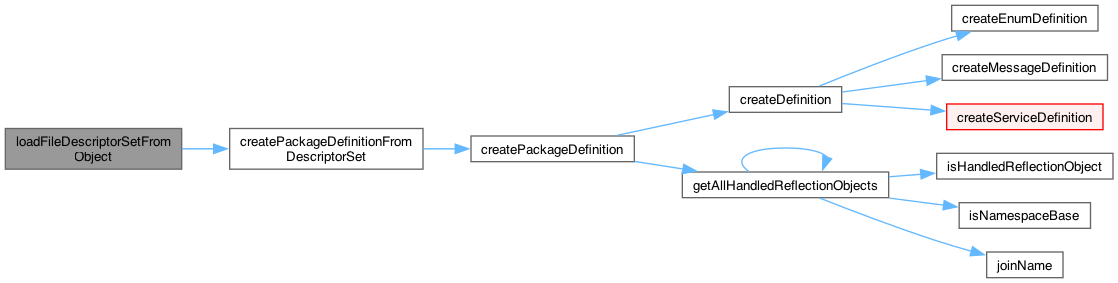 loadFileDescriptorSetFrom
Object
createPackageDefinitionFrom
DescriptorSet
createPackageDefinition
createDefinition
createEnumDefinition
createMessageDefinition
createServiceDefinition
getAllHandledReflectionObjects
isHandledReflectionObject
isNamespaceBase
joinName